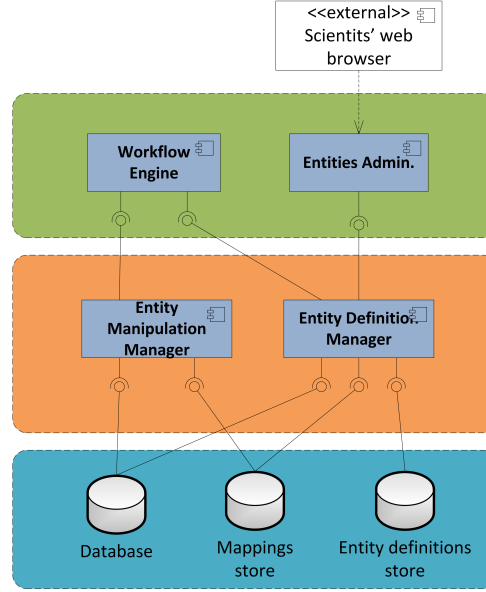 <<external>>
Scientits' web
browser
Workflow
Engine
Entities Admin.
Entity
Manipulation
Manager
Entity Definition
Manager
Database
Mappings
store
Entity definitions
store